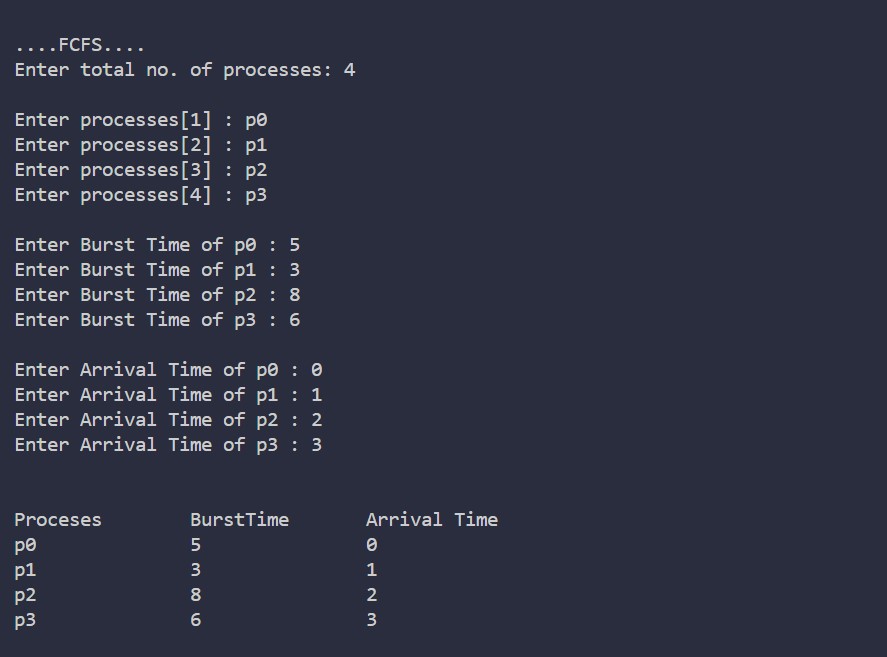 ....FCFS....
Enter total no. of processes: 4
Enter processes[1] : p0
Enter processes[2] : p1
Enter processes[3] : p2
Enter processes[4] : p3
Enter Burst Time of p0 : 5
Enter Burst Time of p1 : 3
Enter Burst Time of p2 : 8
Enter Burst Time of p3 : 6
Enter Arrival Time of p0 : 0
Enter Arrival Time of p1 : 1
Enter Arrival Time of p2 : 2
Enter Arrival Time of p3 : 3
Proceses BurstTime Arrival Time
p0 5 0
p1 3 1
p2 8 2
p3 6 3